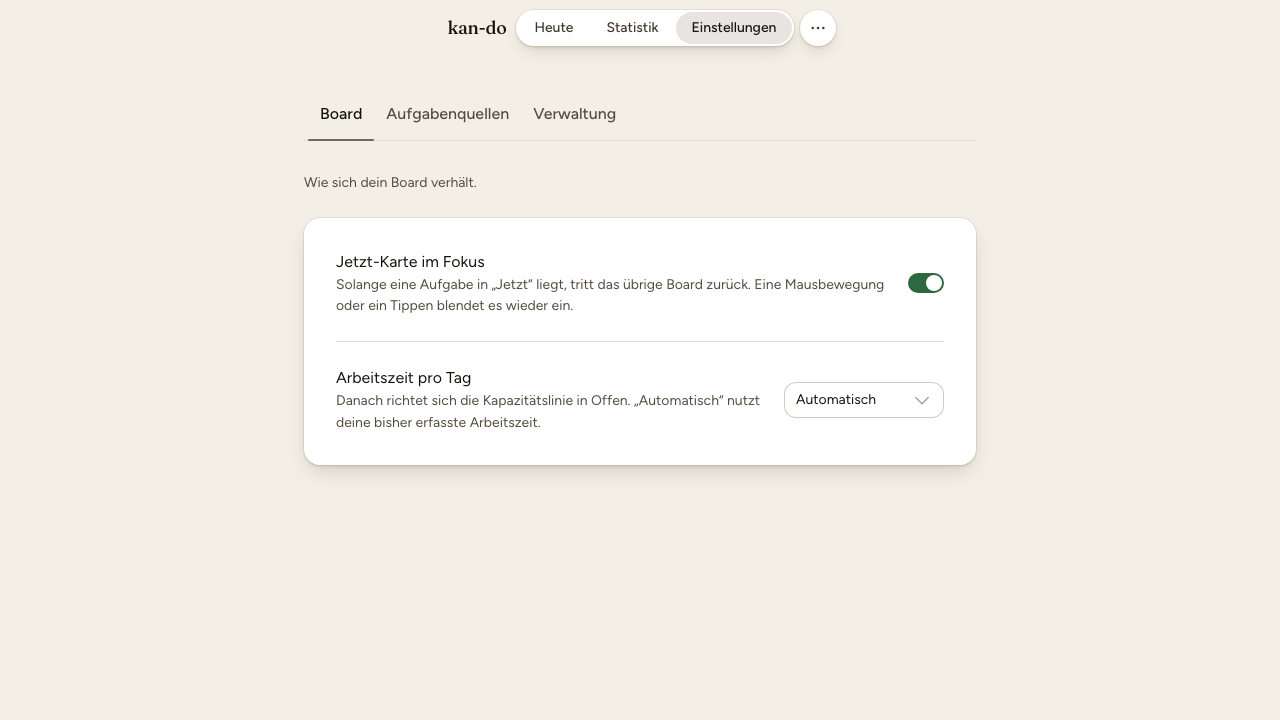 kan-do
Heute
Statistik
Einstellungen
Board
Aufgabenquellen
Verwaltung
Wie sich dein Board verhält.
Jetzt-Karte im Fokus
Solange eine Aufgabe in „Jetzt“ liegt, tritt das übrige Board zurück. Eine Mausbewegung
oder ein Tippen blendet es wieder ein.
Arbeitszeit pro Tag
Danach richtet sich die Kapazitätslinie in Offen. „Automatisch“ nutzt
deine bisher erfasste Arbeitszeit.
Automatisch